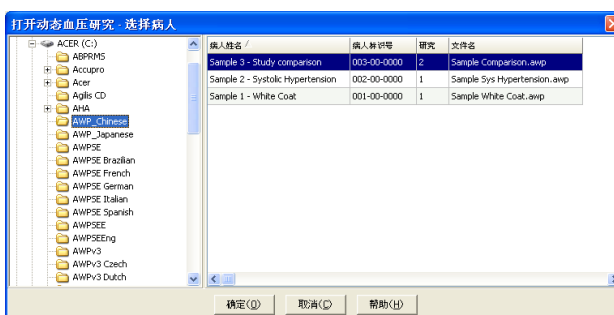 打开动态血压研究 - 选择病人
ACER (C:)
ABPRMS
Accupro
Acer
Agilis CD
AHA
AWP_Chinese
AWP_Japanese
AWPSE
AWPSE Brazilian
AWPSE French
AWPSE German
AWPSE Italian
AWPSE Spanish
AWPSEE
AWPSEEng
AWPv3
AWPv3 Czech
AWPv3 Dutch
病人姓名 病人标识号 研究 文件名
Sample 3 - Study comparison 003-00-0000 2 Sample Comparison.awp
Sample 2 - Systolic Hypertension 002-00-0000 1 Sample Sys Hypertension.awp
Sample 1 - White Coat 001-00-0000 1 Sample White Coat.awp
确定(O) 取消(C) 帮助(H)